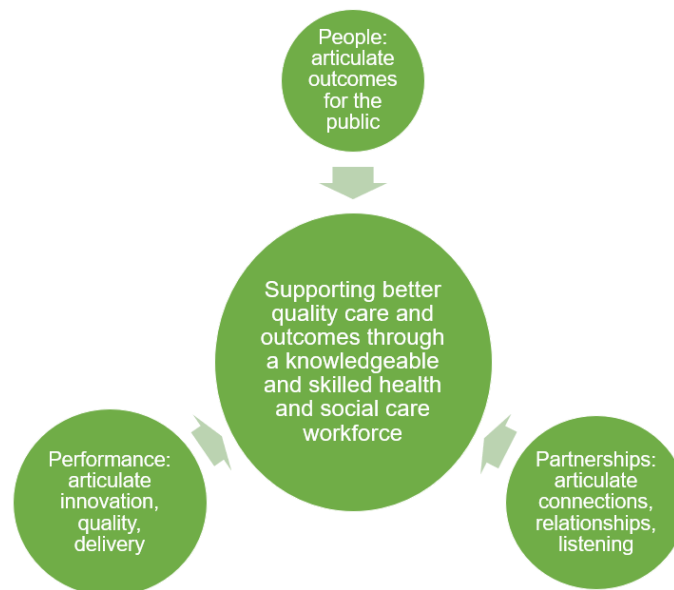 People:
articulate
outcomes
for the
public
Supporting better
quality care and
outcomes through
a knowledgeable
and skilled health
and social care
workforce
Performance:
articulate
innovation,
quality,
delivery
Partnerships:
articulate
connections,
relationships,
listening